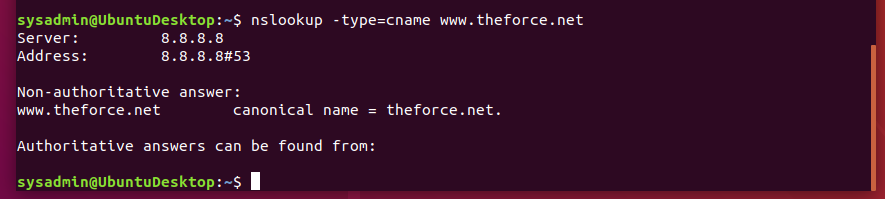 sysadmin@UbuntuDesktop:~$ nslookup -type=cname www.theforce.net
Server:         8.8.8.8
Address:        8.8.8.8#53
Non-authoritative answer:
www.theforce.net        canonical name = theforce.net.
Authoritative answers can be found from:
sysadmin@UbuntuDesktop:~$